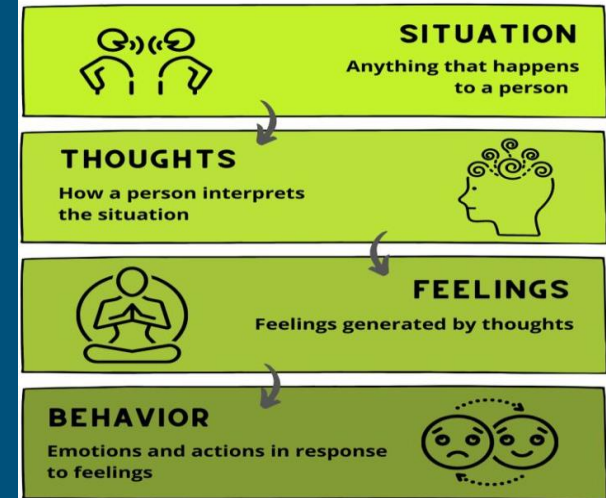 SITUATION
Anything that happens
to a person
THOUGHTS
How a person interprets
the situation
FEELINGS
Feelings generated by thoughts
BEHAVIOR
Emotions and actions in response
to feelings